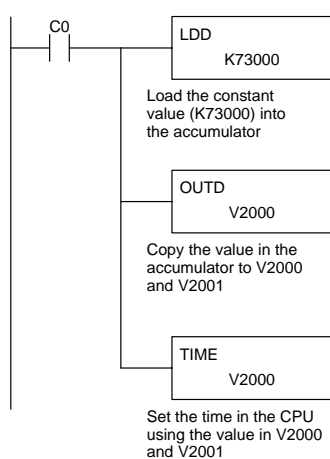 C0
LDD
K73000
Load the constant
value (K73000) into
the accumulator
OUTD
V2000
Copy the value in the
accumulator to V2000
and V2001
TIME
V2000
Set the time in the CPU
using the value in V2000
and V2001